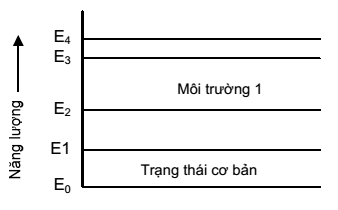 E₄
E₃
Môi trường 1
E₂
E1
Trạng thái cơ bản
E₀
Năng lượng